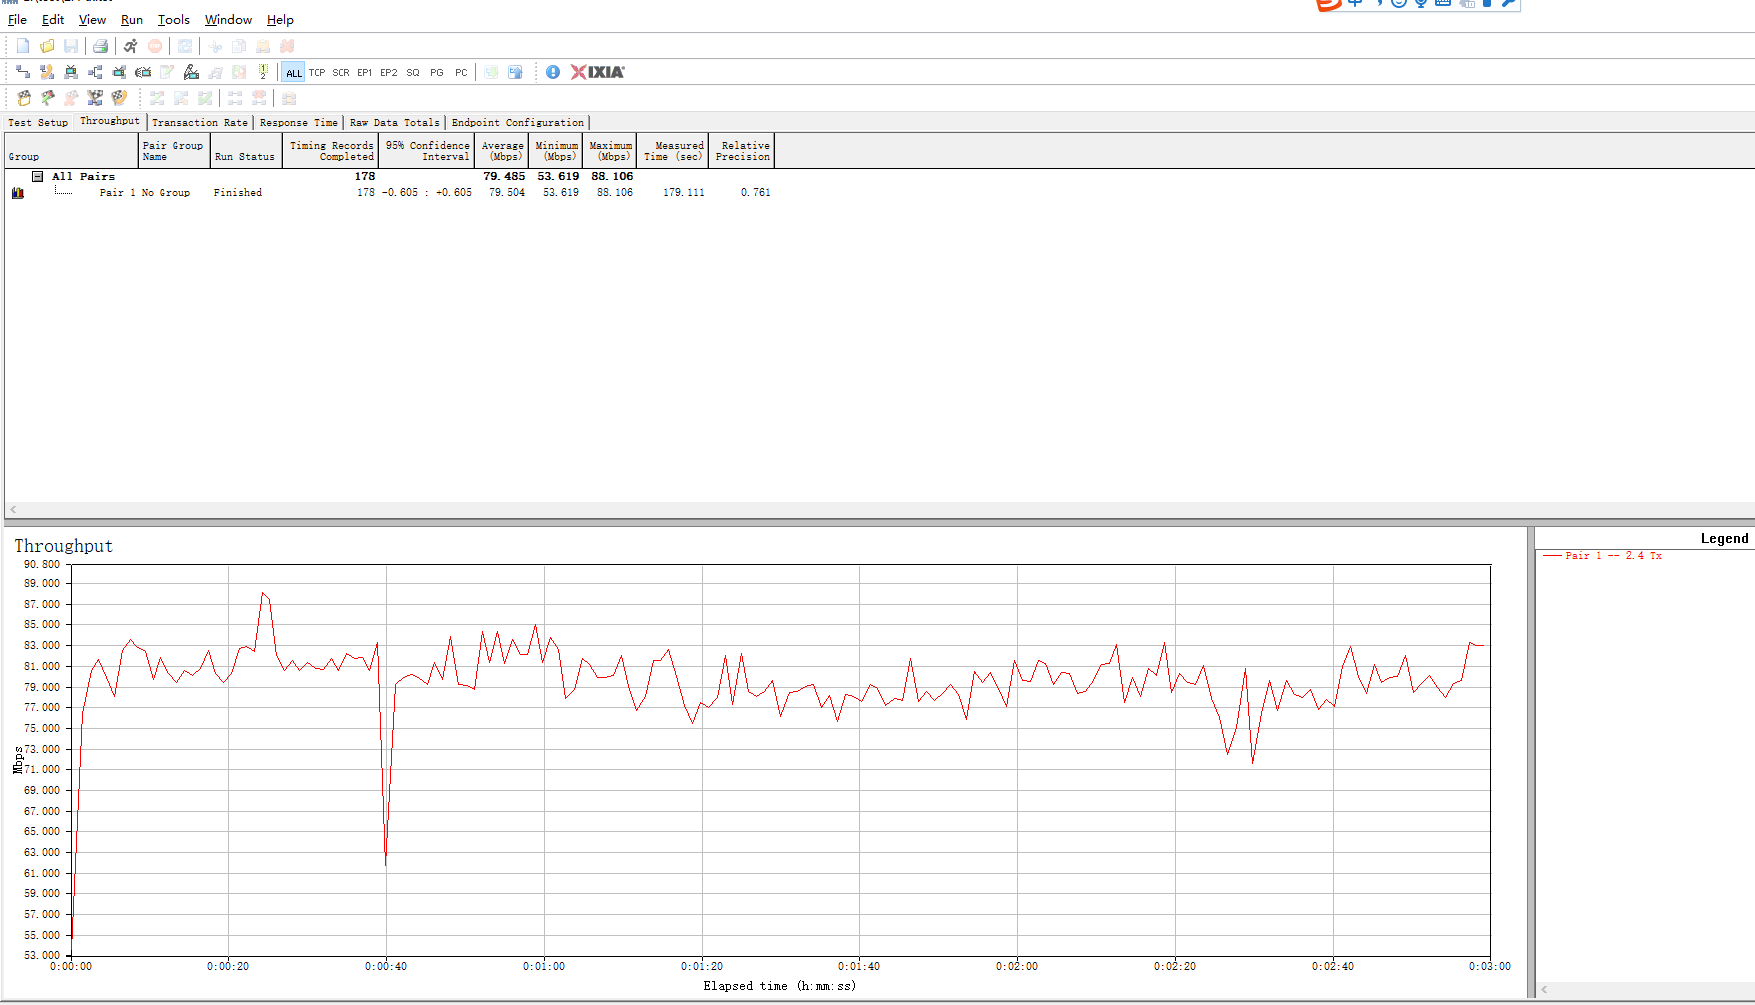 File Edit View Run Tools Window Help
ALL TCP SCR EP1 EP2 SQ PG PC XIXIA
Test Setup Throughput Transaction Rate Response Time Raw Data Totals Endpoint Configuration
Group Pair Group Name Run Status Timing Records Completed 95% Confidence Interval Average (Mbps) Minimum (Mbps) Maximum (Mbps) Measured Time (sec) Relative Precision
All Pairs 178 79.485 53.619 88.106
Pair 1 No Group Finished 178 -0.605 : +0.605 79.504 53.619 88.106 179.111 0.761
Throughput
90.800
89.000
87.000
85.000
83.000
81.000
79.000
77.000
75.000
73.000
71.000
69.000
67.000
65.000
63.000
61.000
59.000
57.000
55.000
53.000
Mbps
0:00:00 0:00:20 0:00:40 0:01:00 0:01:20 0:01:40 0:02:00 0:02:20 0:02:40 0:03:00
Elapsed time (h:mm:ss)
Legend
Pair 1 -- 2.4 Tx